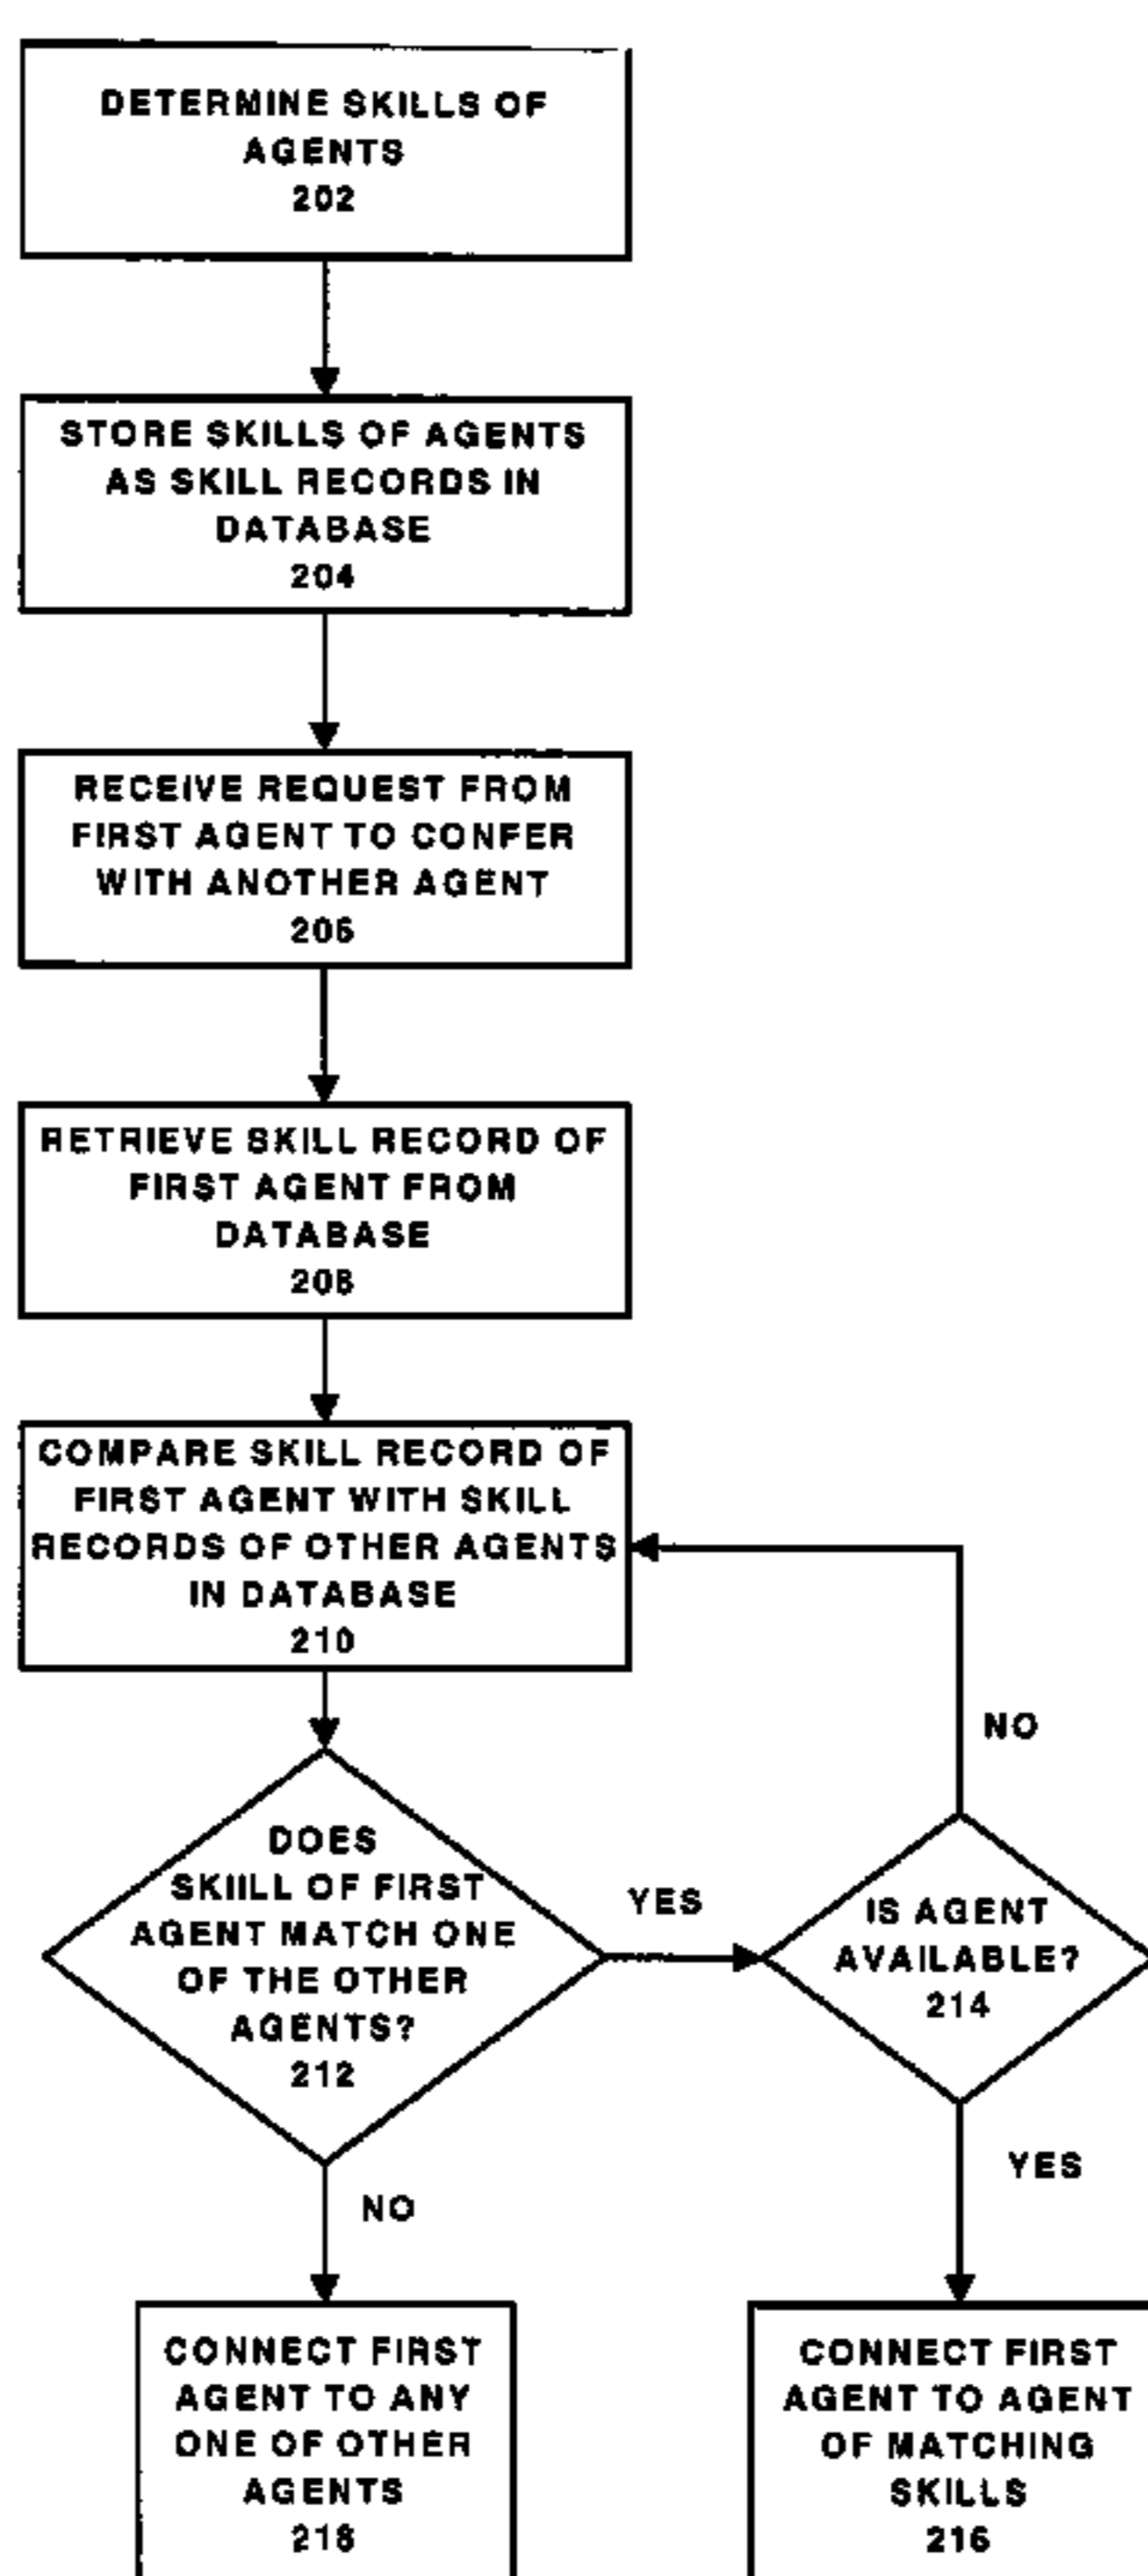 DETERMINE SKILLS OF
AGENTS
202
STORE SKILLS OF AGENTS
AS SKILL RECORDS IN
DATABASE
204
RECEIVE REQUEST FROM
FIRST AGENT TO CONFER
WITH ANOTHER AGENT
206
RETRIEVE SKILL RECORD OF
FIRST AGENT FROM
DATABASE
208
COMPARE SKILL RECORD OF
FIRST AGENT WITH SKILL
RECORDS OF OTHER AGENTS
IN DATABASE
210
NO
DOES
SKIILL OF FIRST
AGENT MATCH ONE
OF THE OTHER
AGENTS?
212
YES
IS AGENT
AVAILABLE?
214
YES
NO
CONNECT FIRST
AGENT TO ANY
ONE OF OTHER
AGENTS
218
CONNECT FIRST
AGENT TO AGENT
OF MATCHING
SKILLS
216